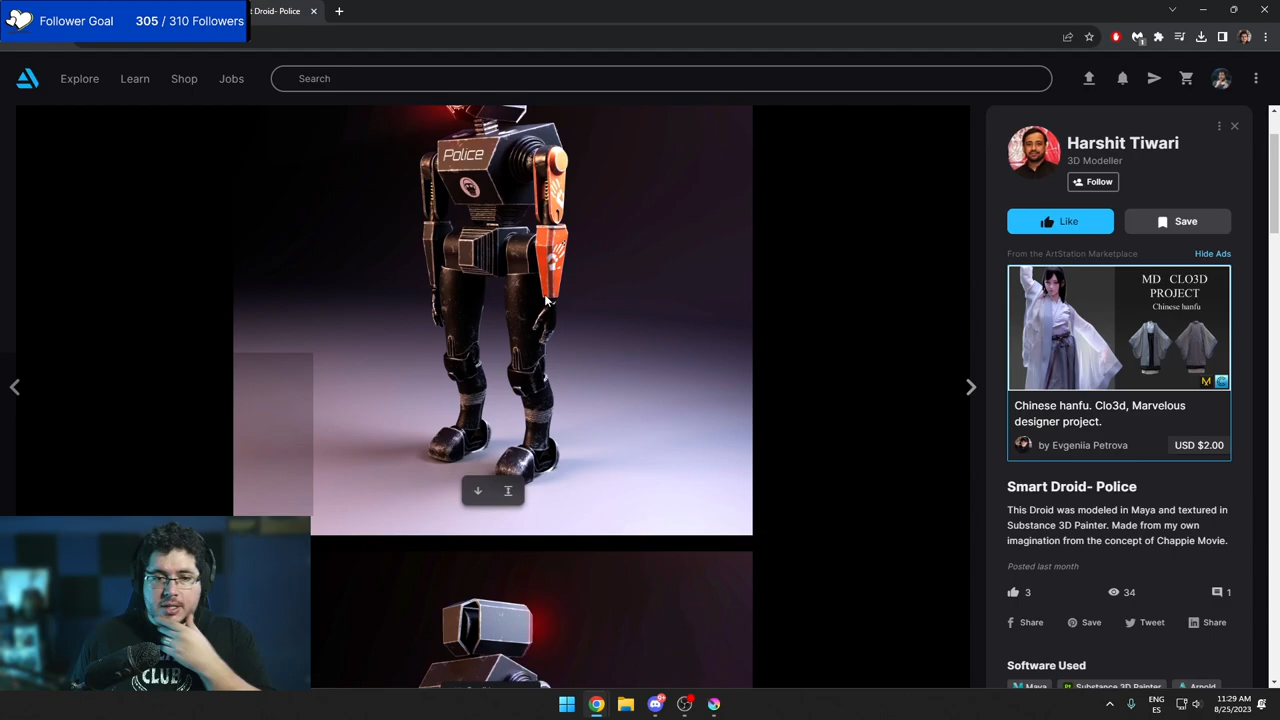 Follower Goal 305 / 310 Followers
Droid- Police
Explore Learn Shop Jobs Search
Harshit Tiwari
3D Modeller
Follow
Like Save
From the ArtStation Marketplace Hide Ads
MD CLO3D
PROJECT
Chinese hanfu
Chinese hanfu. Clo3d, Marvelous
designer project.
by Evgeniia Petrova USD $2.00
Smart Droid- Police
This Droid was modeled in Maya and textured in
Substance 3D Painter. Made from my own
imagination from the concept of Chappie Movie.
Posted last month
3 34 1
Share Save Tweet Share
Software Used
Maya Substance 3D Painter Arnold
Police
CLUB
ENG
ES
11:29 AM
8/25/2023